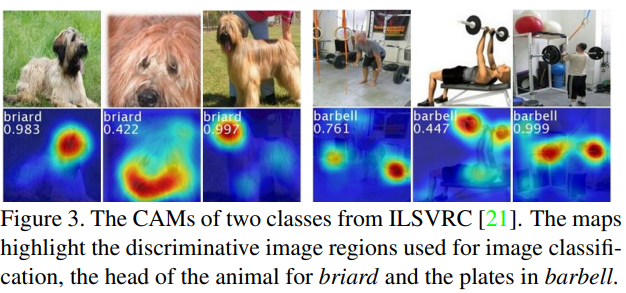 briard
0.983
briard
0.422
briard
0.997
barbell
0.761
barbell
0.447
barbell
0.999
Figure 3. The CAMs of two classes from ILSVRC [21]. The maps
highlight the discriminative image regions used for image classifi-
cation, the head of the animal for briard and the plates in barbell.